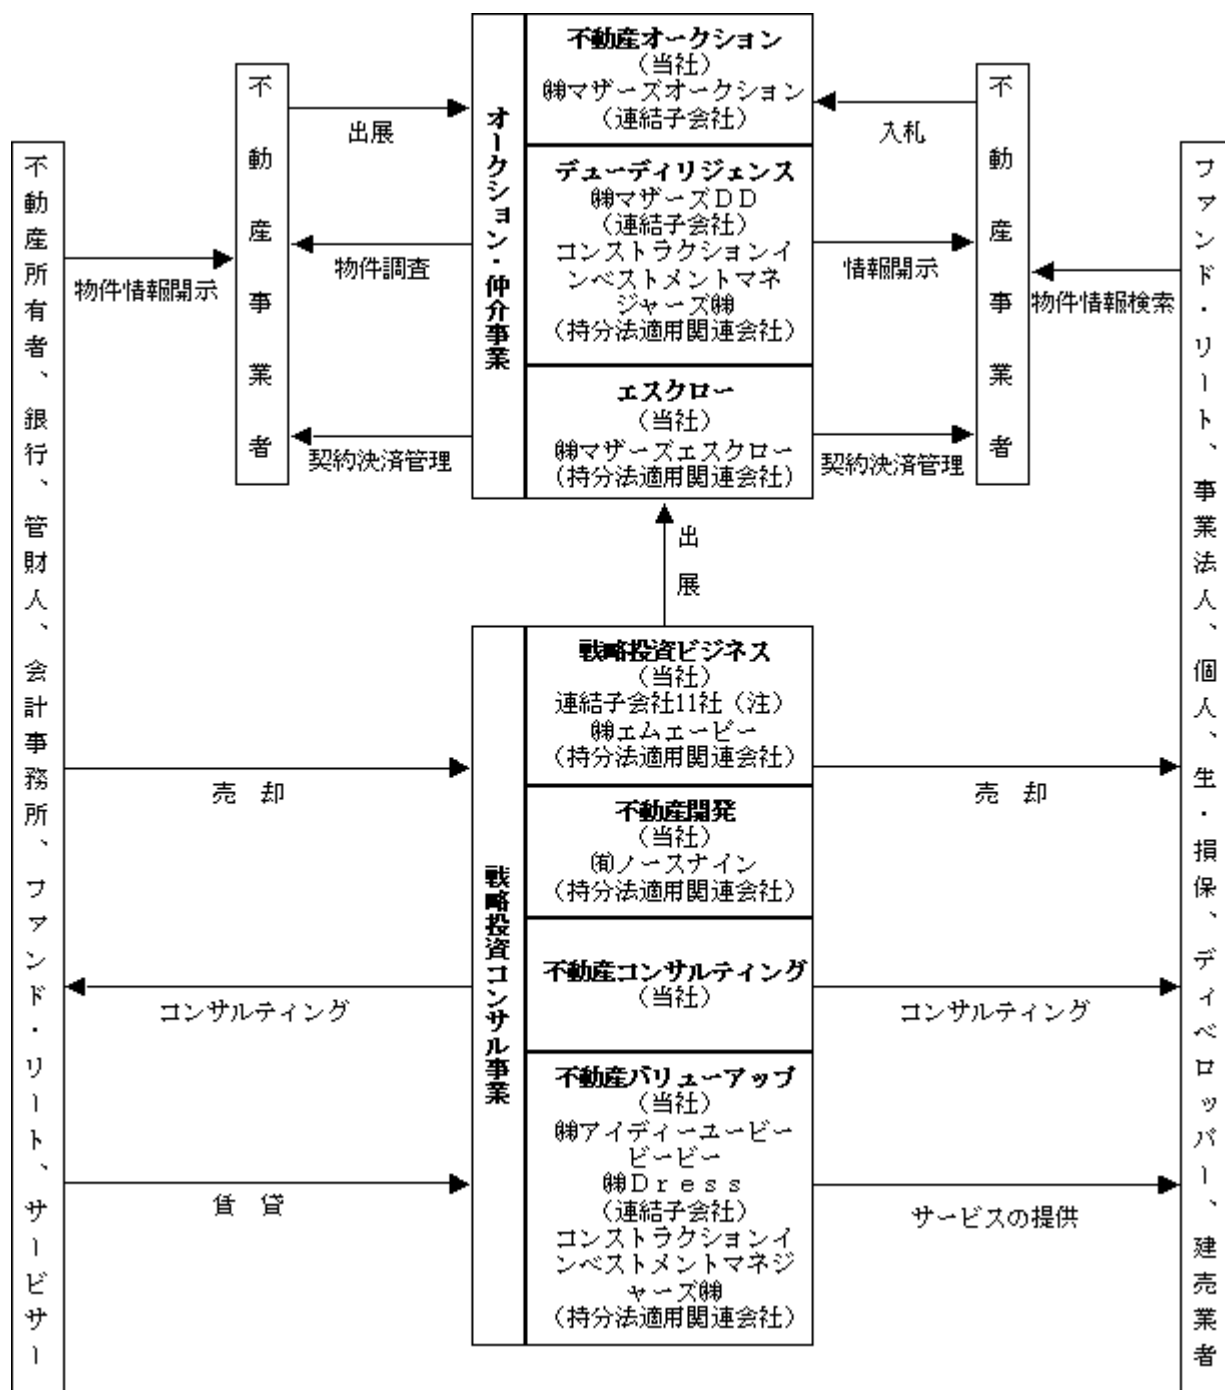 不動産所有者、銀行、管財人、会計事務所、ファンド・リート、サービサー
物件情報開示
不動産事業者
出展
物件調査
契約決済管理
オークション・仲介事業
不動産オークション
（当社）
㈱マザーズオークション
（連結子会社）
デューディリジェンス
㈱マザーズＤＤ
（連結子会社）
コンストラクションイ
ンベストメントマネ
ジャーズ㈱
（持分法適用関連会社）
エスクロー
（当社）
㈱マザーズエスクロー
（持分法適用関連会社）
入札
情報開示
契約決済管理
不動産事業者
物件情報検索
ファンド・リート、事業法人、個人、生・損保、ディベロッパー、建売業者
出展
売　却
コンサルティング
賃　貸
戦略投資コンサル事業
戦略投資ビジネス
（当社）
連結子会社11社（注）
㈱エムエービー
（持分法適用関連会社）
不動産開発
（当社）
㈲ノースナイン
（持分法適用関連会社）
不動産コンサルティング
（当社）
不動産バリューアップ
（当社）
㈱アイディーユービー
ビービー
㈱Ｄｒｅｓｓ
（連結子会社）
コンストラクションイ
ンベストメントマネジ
ャーズ㈱
（持分法適用関連会社）
売　却
コンサルティング
サービスの提供